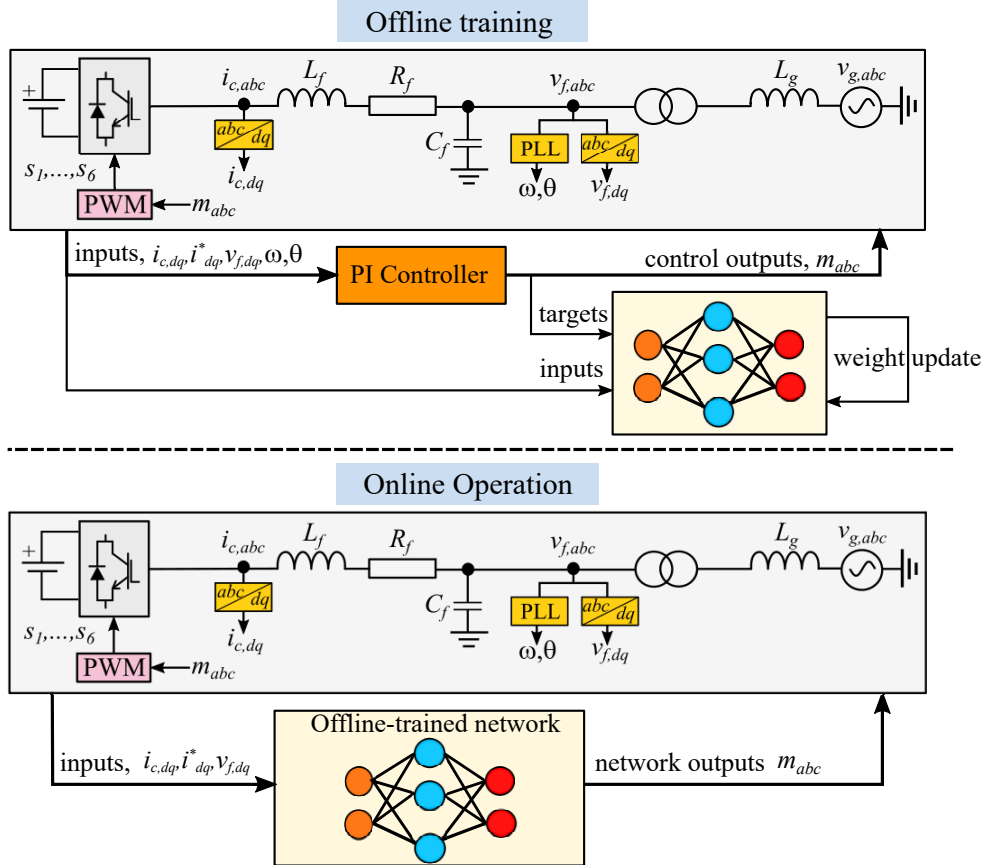 Offline training
i_{c,abc}
L_f
R_f
v_{f,abc}
L_g
v_{g,abc}
+
abc/dq
C_f
PLL
abc/dq
s_1,...,s_6
i_{c,dq}
ω,θ
v_{f,dq}
PWM
m_{abc}
inputs, i_{c,dq},i^*_{dq},v_{f,dq},ω,θ
PI Controller
control outputs, m_{abc}
targets
inputs
weight update
Online Operation
i_{c,abc}
L_f
R_f
v_{f,abc}
L_g
v_{g,abc}
+
abc/dq
C_f
PLL
abc/dq
s_1,...,s_6
i_{c,dq}
ω,θ
v_{f,dq}
PWM
m_{abc}
Offline-trained network
inputs, i_{c,dq},i^*_{dq},v_{f,dq}
network outputs m_{abc}